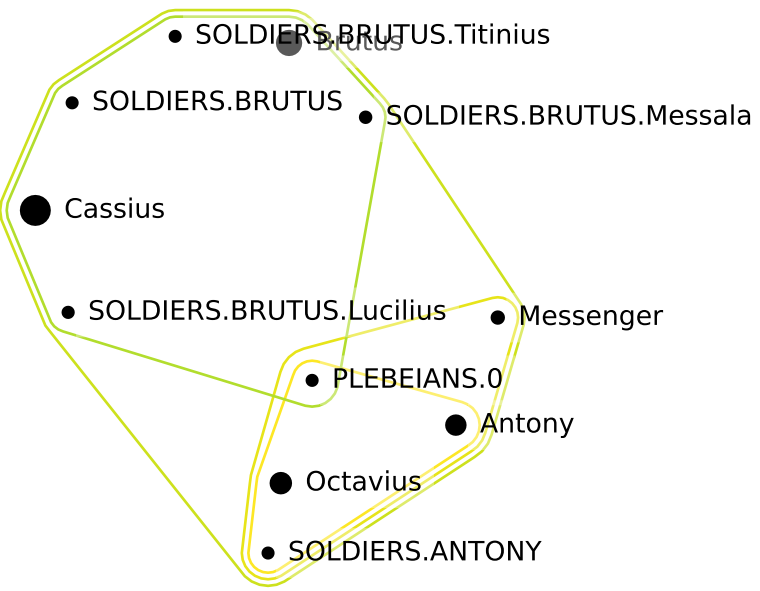 SOLDIERS.BRUTUS.Titinius
Brutus
SOLDIERS.BRUTUS
SOLDIERS.BRUTUS.Messala
Cassius
SOLDIERS.BRUTUS.Lucilius
Messenger
PLEBEIANS.0
Antony
Octavius
SOLDIERS.ANTONY